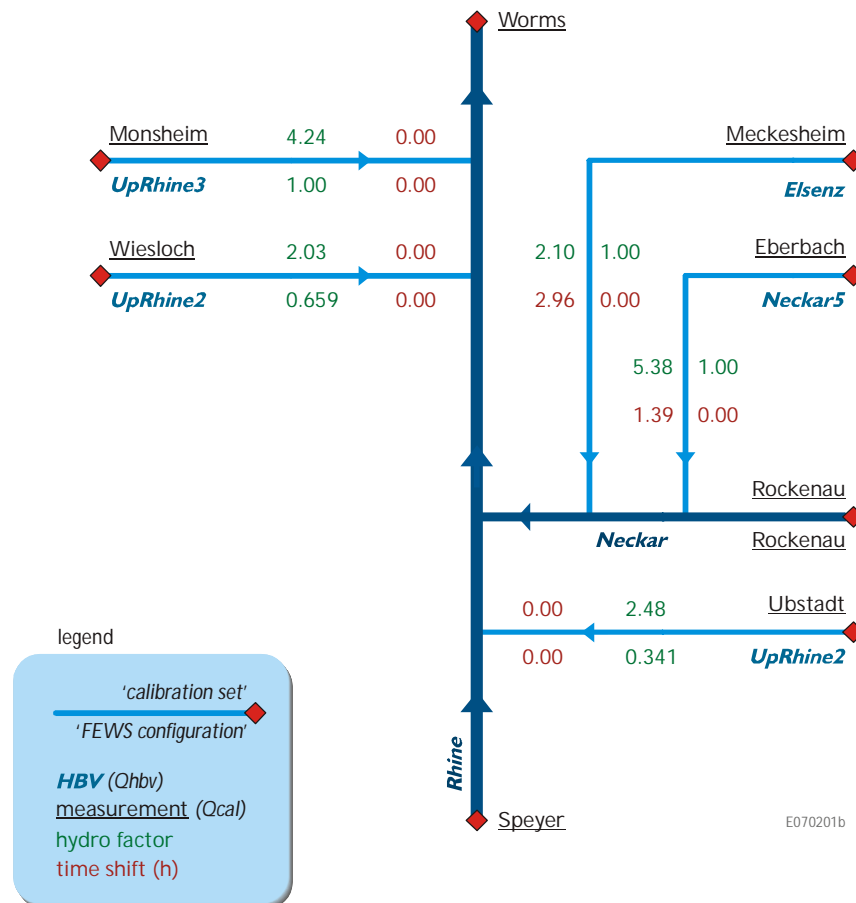 Worms
Monsheim 4.24 0.00
UpRhine3 1.00 0.00
Meckesheim
Elsenz
Wiesloch 2.03 0.00
UpRhine2 0.659 0.00
2.10 1.00
2.96 0.00
Eberbach
Neckar5
5.38 1.00
1.39 0.00
Rockenau
Neckar Rockenau
0.00 2.48 Ubstadt
0.00 0.341 UpRhine2
Rhine
Speyer
legend
'calibration set'
'FEWS configuration'
HBV (Qhbv)
measurement (Qcal)
hydro factor
time shift (h)
E070201b